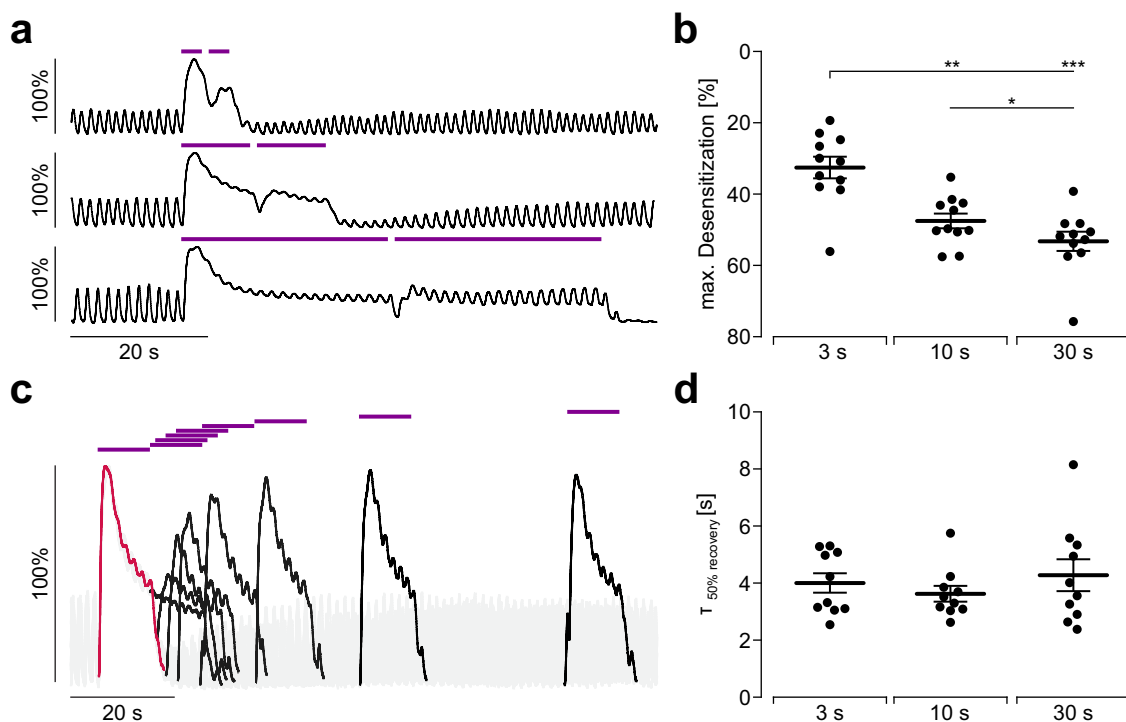 a
100%
100%
100%
20 s
b
max. Desensitization [%]
0
20
40
60
80
** ***
*
3 s 10 s 30 s
c
100%
20 s
d
τ 50% recovery [s]
10
8
6
4
2
0
3 s 10 s 30 s